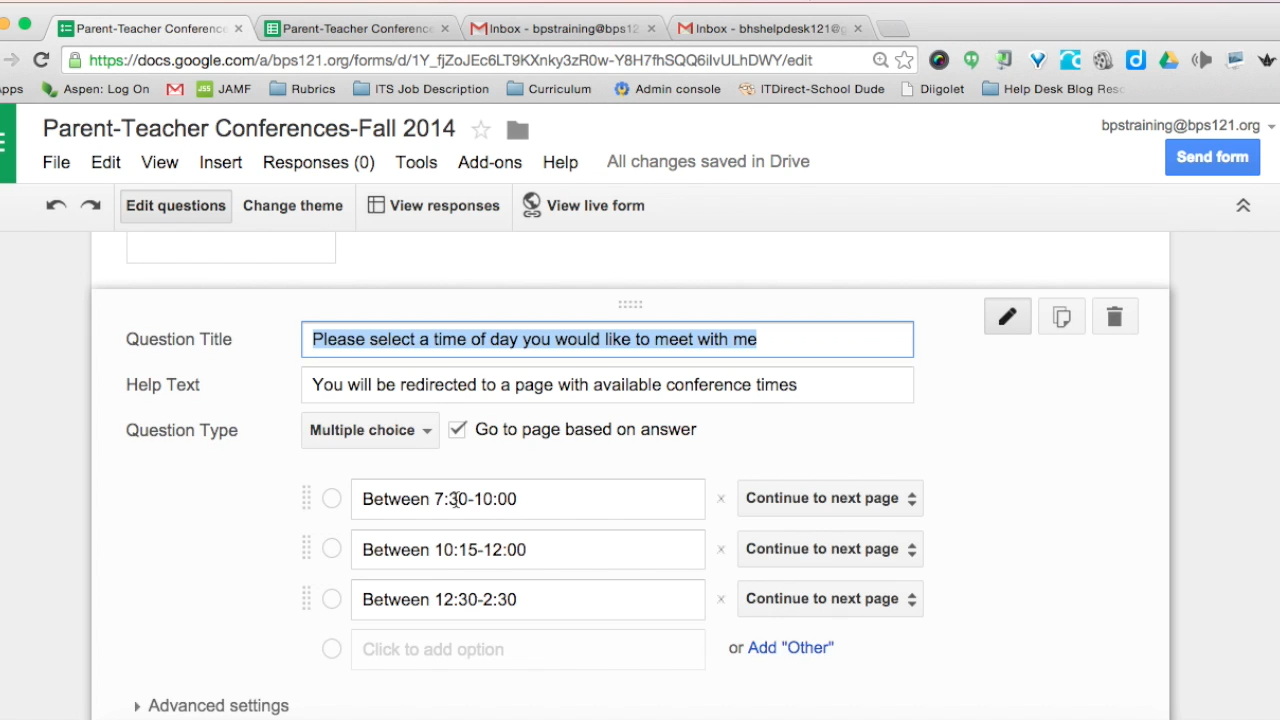 Parent-Teacher Conference × Parent-Teacher Conference × Inbox - bpstraining@bps12 × Inbox - bhshelpdesk121@g ×
https://docs.google.com/a/bps121.org/forms/d/1Y_fjZoJEc6LT9KXnky3zR0w-Y8H7fhSQQ6iIvULhDWY/edit
Apps Aspen: Log On JSS JAMF Rubrics ITS Job Description Curriculum Admin console ITDirect-School Dude Diigolet Help Desk Blog Reso
Parent-Teacher Conferences-Fall 2014
bpstraining@bps121.org
File Edit View Insert Responses (0) Tools Add-ons Help All changes saved in Drive
Send form
Edit questions Change theme View responses View live form
Question Title Please select a time of day you would like to meet with me
Help Text You will be redirected to a page with available conference times
Question Type Multiple choice Go to page based on answer
Between 7:30-10:00 × Continue to next page
Between 10:15-12:00 × Continue to next page
Between 12:30-2:30 × Continue to next page
Click to add option or Add "Other"
Advanced settings